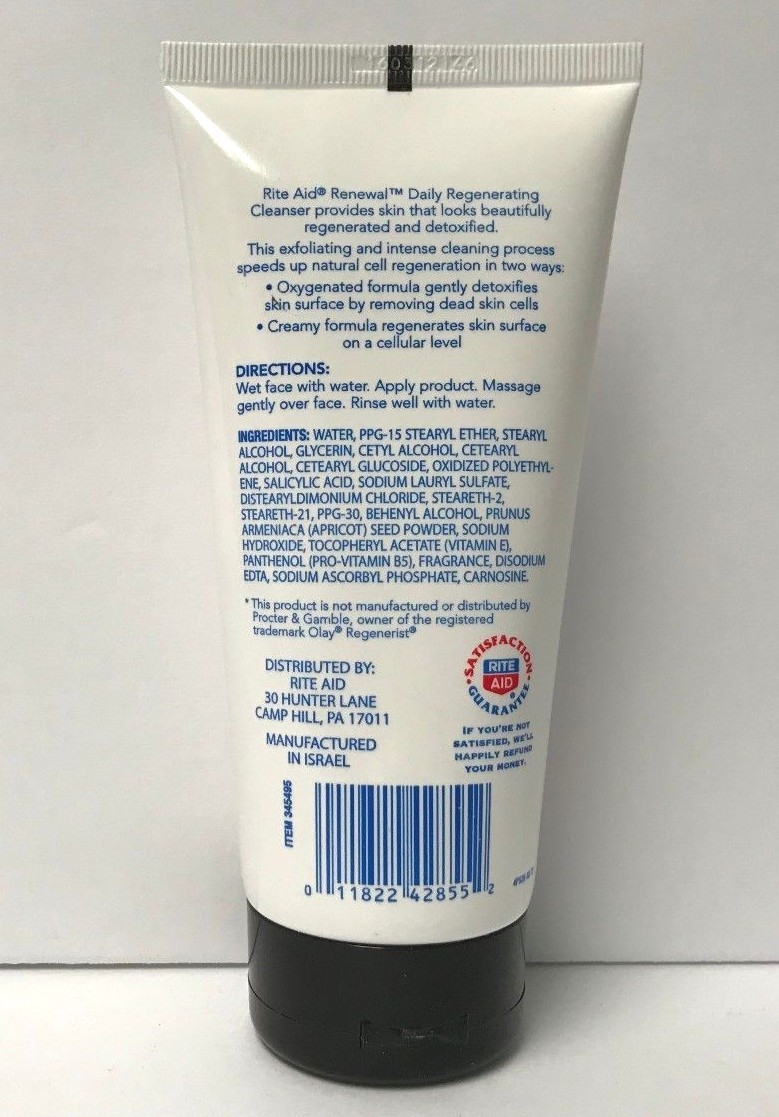 Rite Aid® Renewal™ Daily Regenerating
Cleanser provides skin that looks beautifully
regenerated and detoxified.
This exfoliating and intense cleaning process
speeds up natural cell regeneration in two ways:
• Oxygenated formula gently detoxifies
skin surface by removing dead skin cells
• Creamy formula regenerates skin surface
on a cellular level
DIRECTIONS:
Wet face with water. Apply product. Massage
gently over face. Rinse well with water.
INGREDIENTS: WATER, PPG-15 STEARYL ETHER, STEARYL
ALCOHOL, GLYCERIN, CETYL ALCOHOL, CETEARYL
ALCOHOL, CETEARYL GLUCOSIDE, OXIDIZED POLYETHYL-
ENE, SALICYLIC ACID, SODIUM LAURYL SULFATE,
DISTEARYLDIMONIUM CHLORIDE, STEARETH-2,
STEARETH-21, PPG-30, BEHENYL ALCOHOL, PRUNUS
ARMENIACA (APRICOT) SEED POWDER, SODIUM
HYDROXIDE, TOCOPHERYL ACETATE (VITAMIN E),
PANTHENOL (PRO-VITAMIN B5), FRAGRANCE, DISODIUM
EDTA, SODIUM ASCORBYL PHOSPHATE, CARNOSINE.
*This product is not manufactured or distributed by
Procter & Gamble, owner of the registered
trademark Olay® Regenerist®
DISTRIBUTED BY:
RITE AID
30 HUNTER LANE
CAMP HILL, PA 17011
MANUFACTURED
IN ISRAEL
• SATISFACTION •
RITE
AID
GUARANTEE
IF YOU'RE NOT
SATISFIED, WE'LL
HAPPILY REFUND
YOUR MONEY.
ITEM 345495
0 11822 42855 2